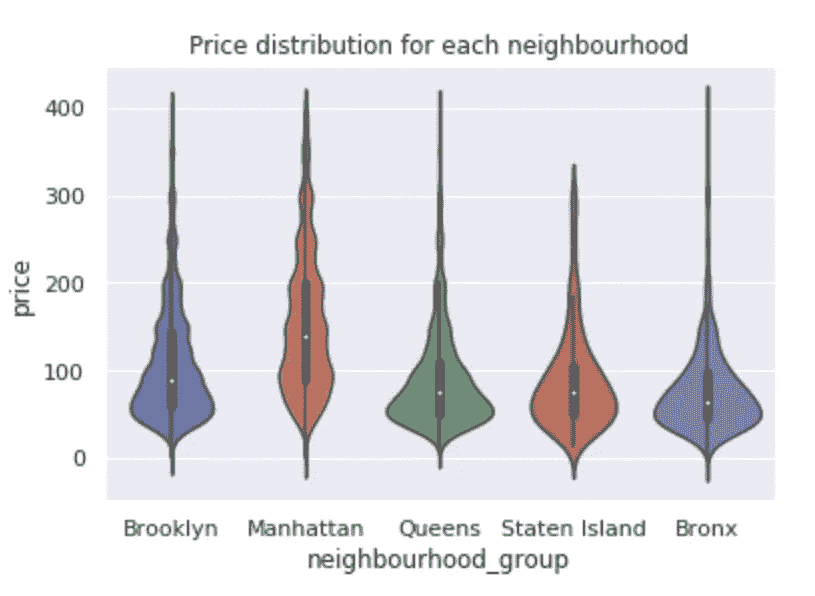 Price distribution for each neighbourhood
400
300
200
100
0
price
Brooklyn Manhattan Queens Staten Island Bronx
neighbourhood_group